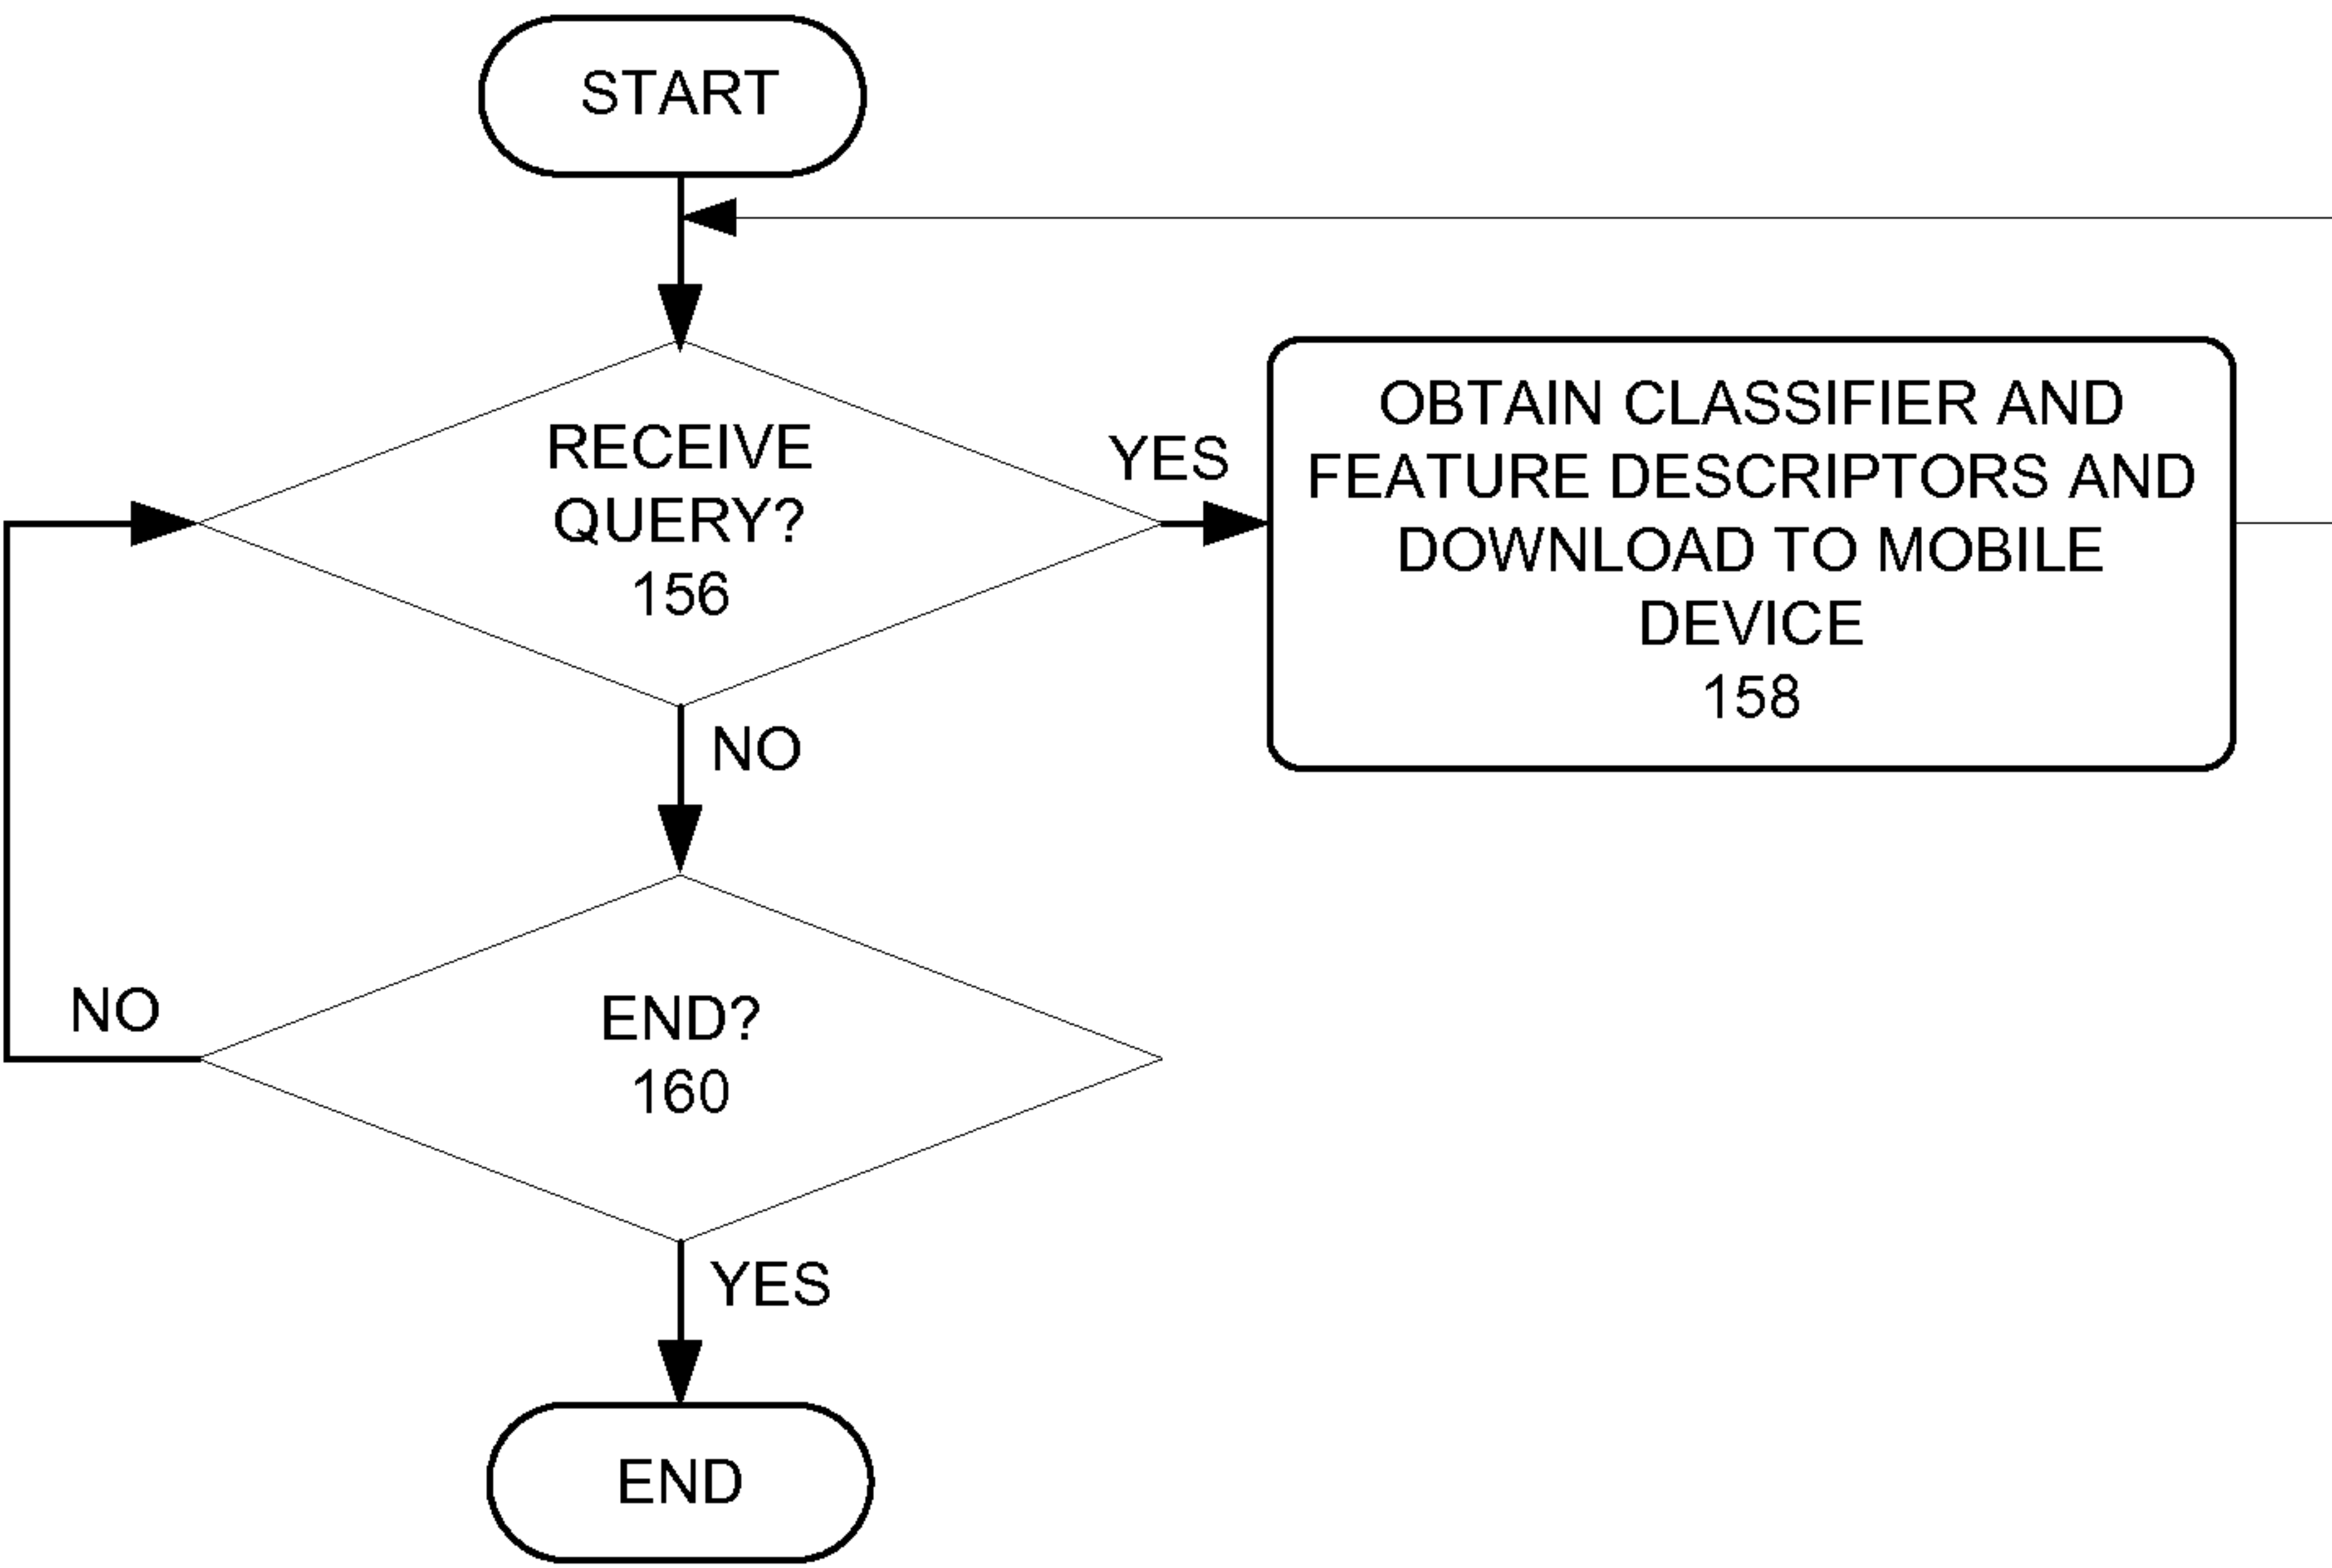 START
RECEIVE
QUERY?
156
YES
OBTAIN CLASSIFIER AND
FEATURE DESCRIPTORS AND
DOWNLOAD TO MOBILE
DEVICE
158
NO
NO
END?
160
YES
END